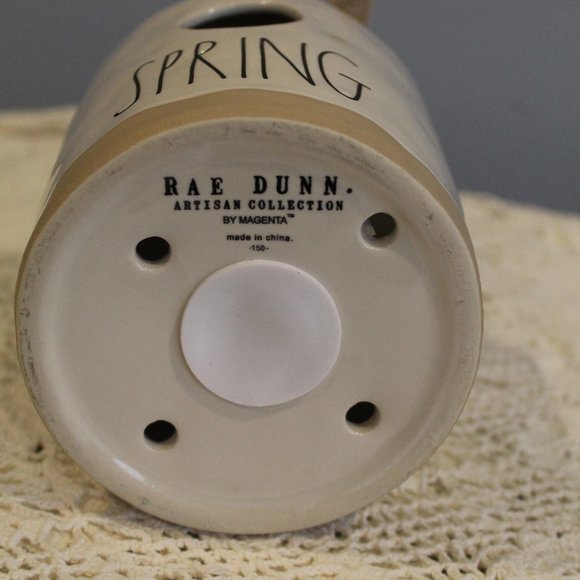 SPRING
RAE DUNN.
ARTISAN COLLECTION
BY MAGENTA™
made in china.
-150-